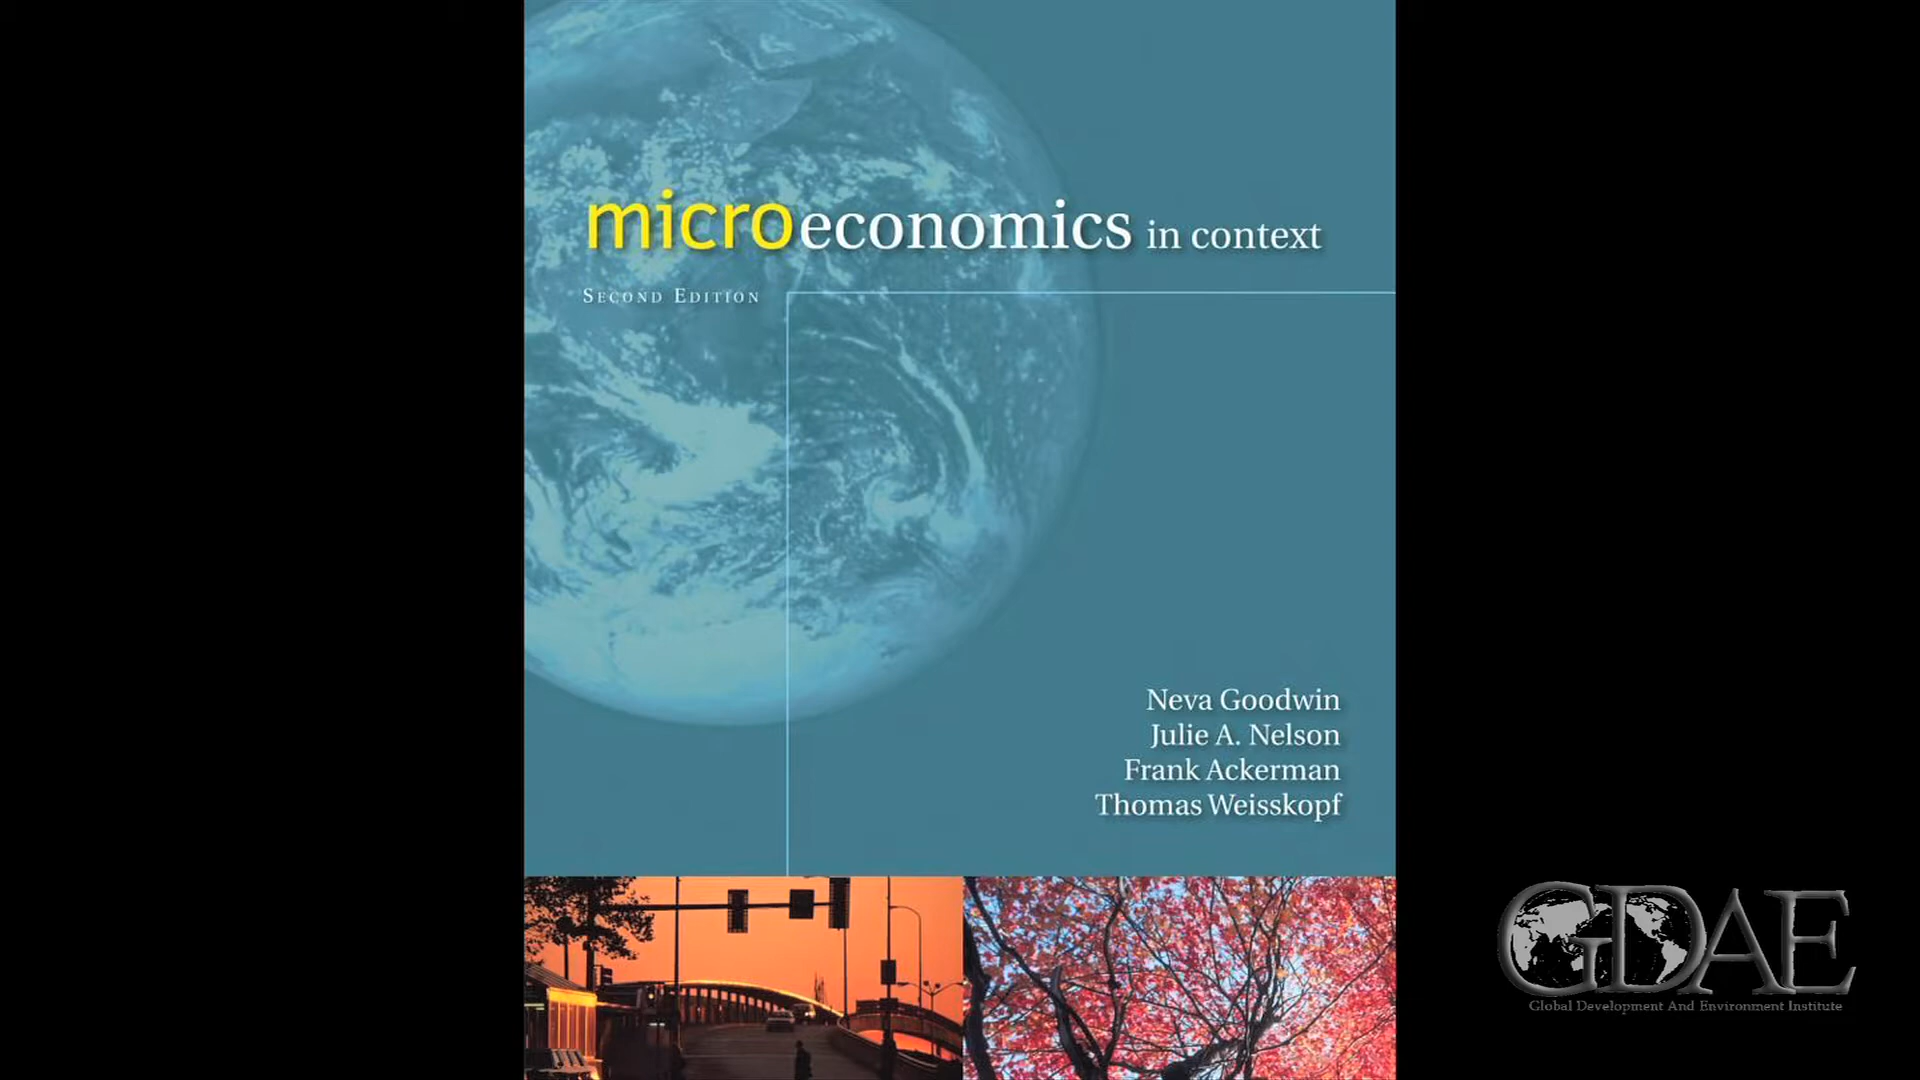 microeconomics in context
SECOND EDITION
Neva Goodwin
Julie A. Nelson
Frank Ackerman
Thomas Weisskopf
GDAE
Global Development And Environment Institute